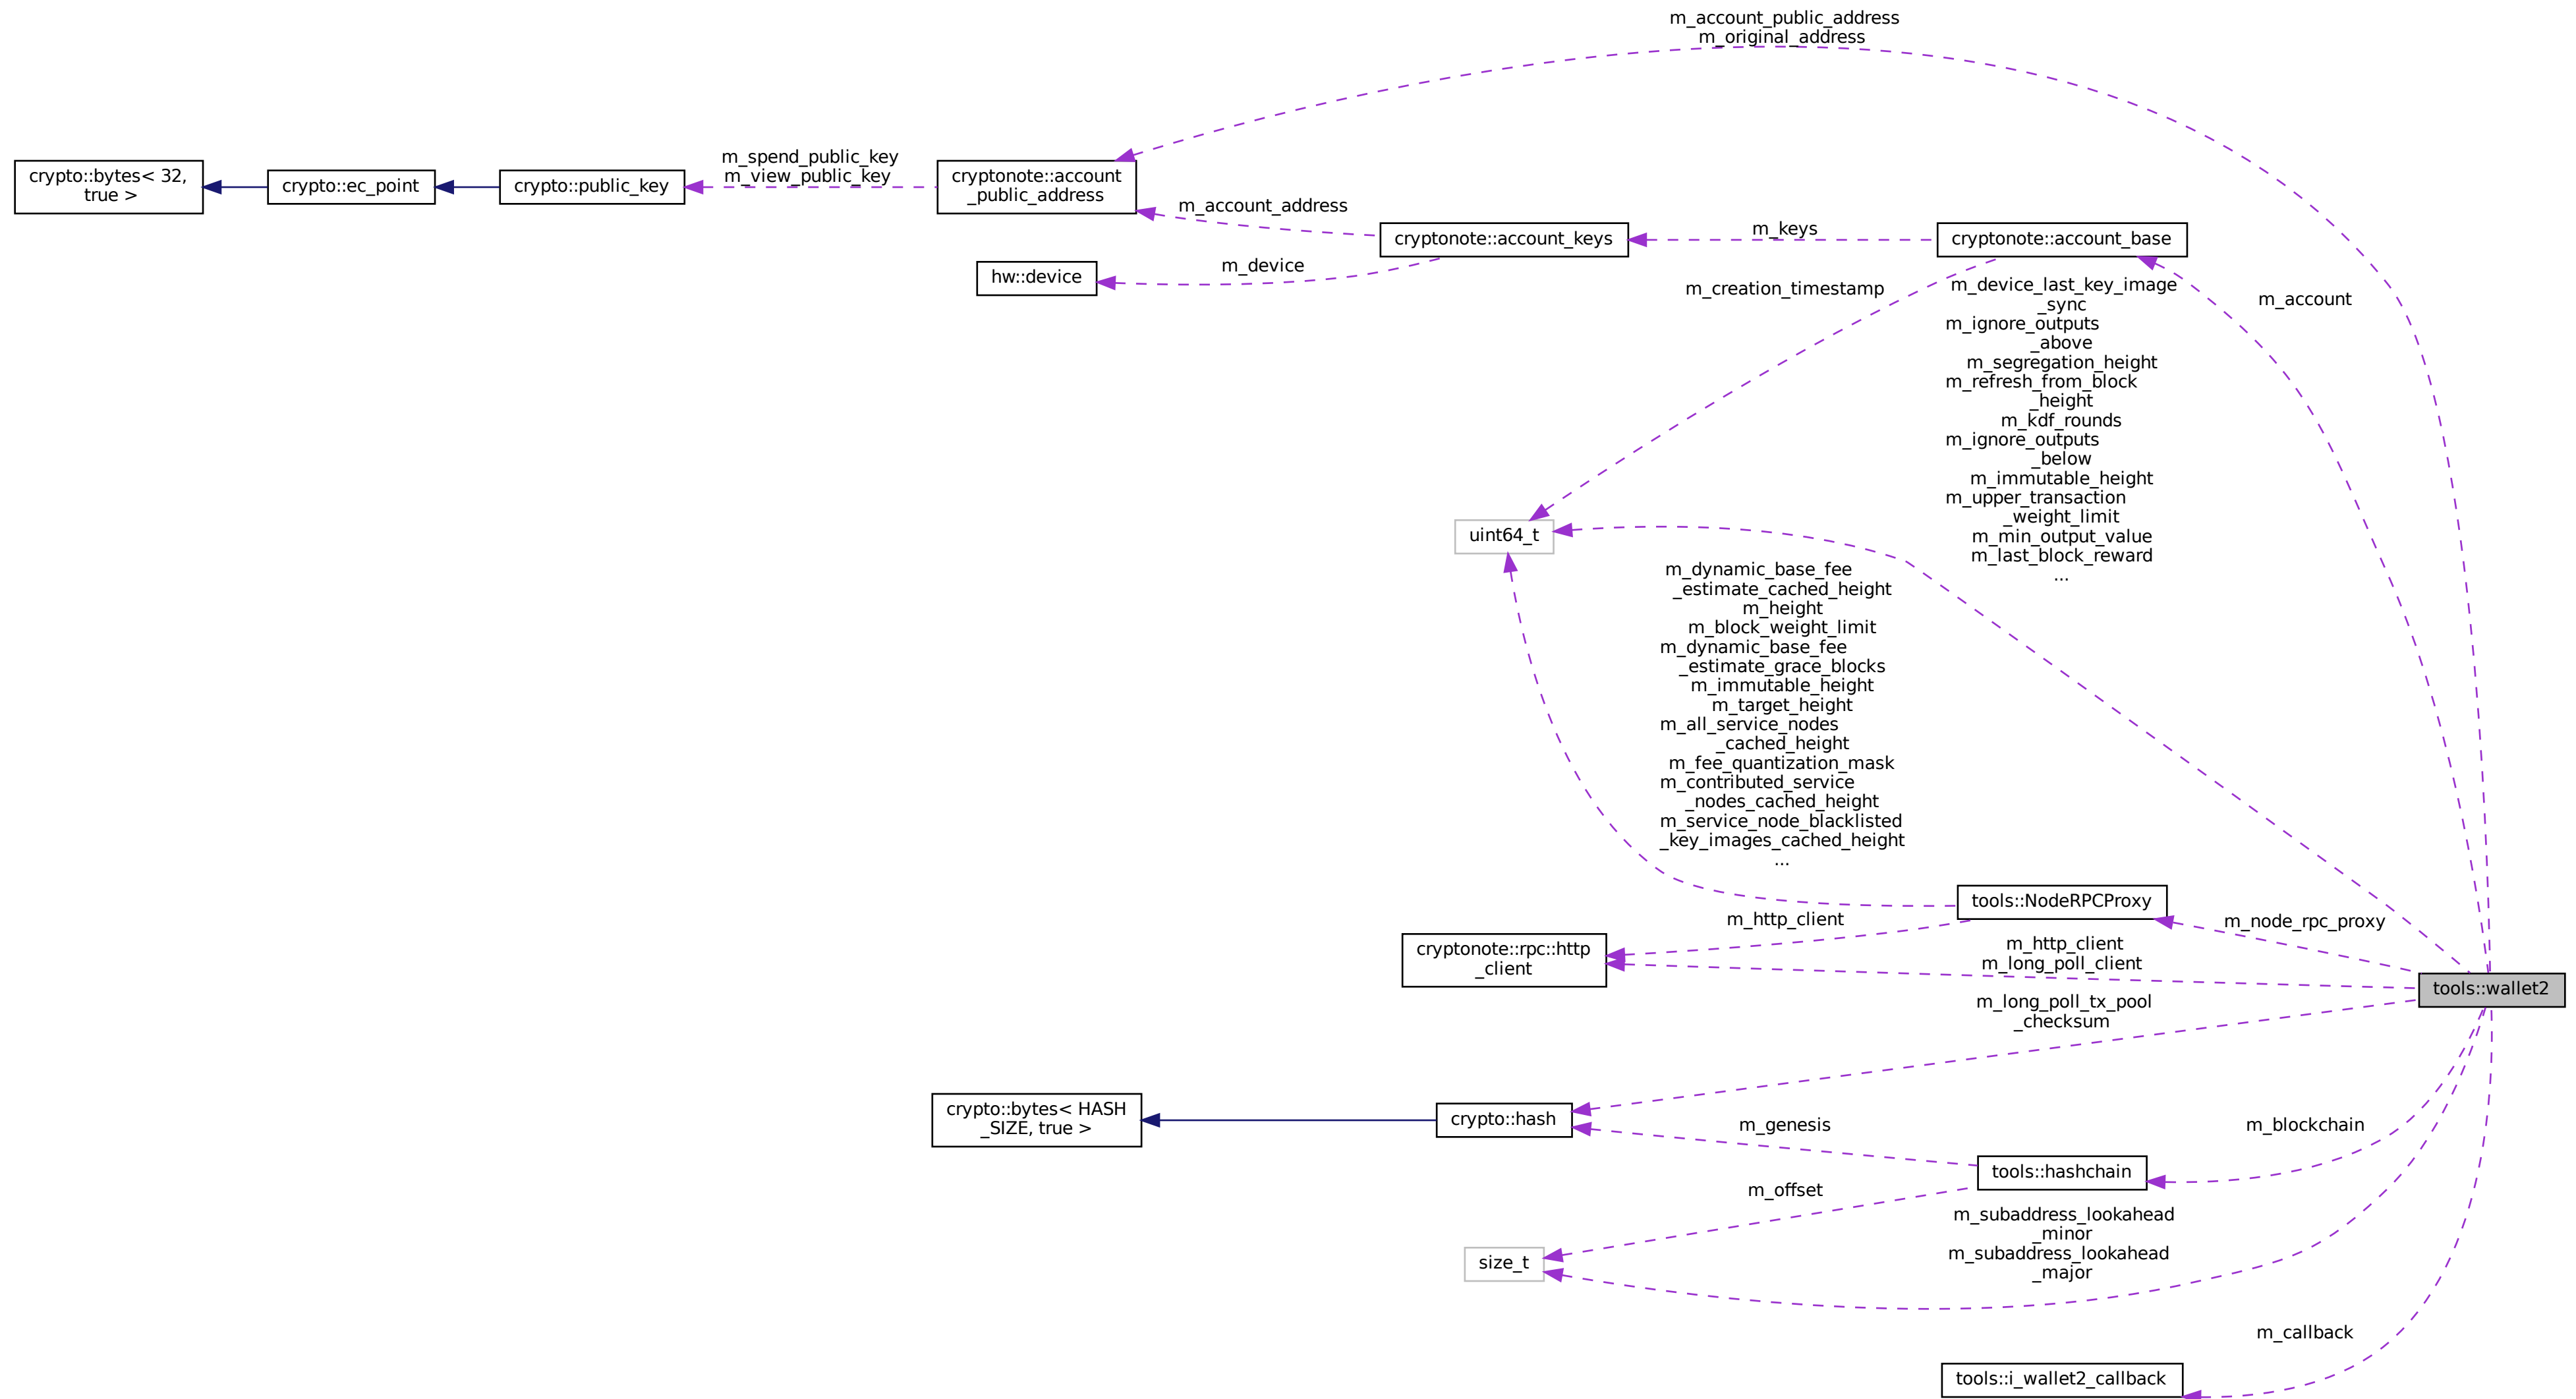 m_account_public_address
m_original_address
crypto::bytes< 32,
true >
crypto::ec_point
crypto::public_key
m_spend_public_key
m_view_public_key
cryptonote::account
_public_address
m_account_address
cryptonote::account_keys
m_keys
cryptonote::account_base
hw::device
m_device
m_creation_timestamp
m_account
m_device_last_key_image
_sync
m_ignore_outputs
_above
m_segregation_height
m_refresh_from_block
_height
m_kdf_rounds
m_ignore_outputs
_below
m_immutable_height
m_upper_transaction
_weight_limit
m_min_output_value
m_last_block_reward
...
uint64_t
m_dynamic_base_fee
_estimate_cached_height
m_height
m_block_weight_limit
m_dynamic_base_fee
_estimate_grace_blocks
m_immutable_height
m_target_height
m_all_service_nodes
_cached_height
m_fee_quantization_mask
m_contributed_service
_nodes_cached_height
m_service_node_blacklisted
_key_images_cached_height
...
tools::NodeRPCProxy
m_http_client
m_node_rpc_proxy
cryptonote::rpc::http
_client
m_http_client
m_long_poll_client
tools::wallet2
m_long_poll_tx_pool
_checksum
crypto::bytes< HASH
_SIZE, true >
crypto::hash
m_genesis
m_blockchain
tools::hashchain
m_offset
size_t
m_subaddress_lookahead
_minor
m_subaddress_lookahead
_major
m_callback
tools::i_wallet2_callback